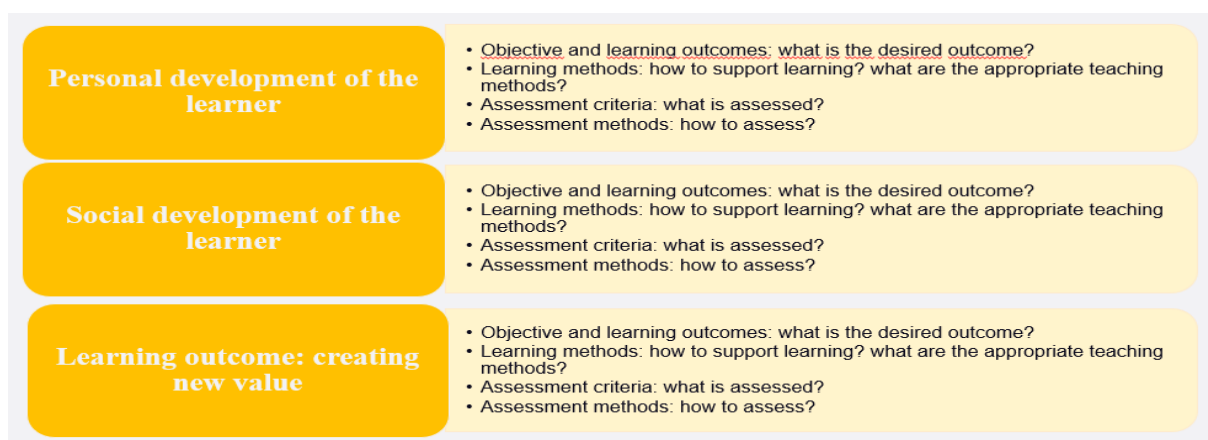 Personal development of the
learner
• Objective and learning outcomes: what is the desired outcome?
• Learning methods: how to support learning? what are the appropriate teaching
methods?
• Assessment criteria: what is assessed?
• Assessment methods: how to assess?
Social development of the
learner
• Objective and learning outcomes: what is the desired outcome?
• Learning methods: how to support learning? what are the appropriate teaching
methods?
• Assessment criteria: what is assessed?
• Assessment methods: how to assess?
Learning outcome: creating
new value
• Objective and learning outcomes: what is the desired outcome?
• Learning methods: how to support learning? what are the appropriate teaching
methods?
• Assessment criteria: what is assessed?
• Assessment methods: how to assess?